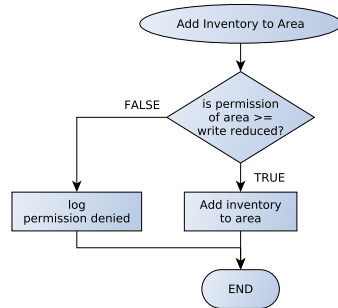 Add Inventory to Area
is permission
of area >=
write reduced?
FALSE
TRUE
log
permission denied
Add inventory
to area
END